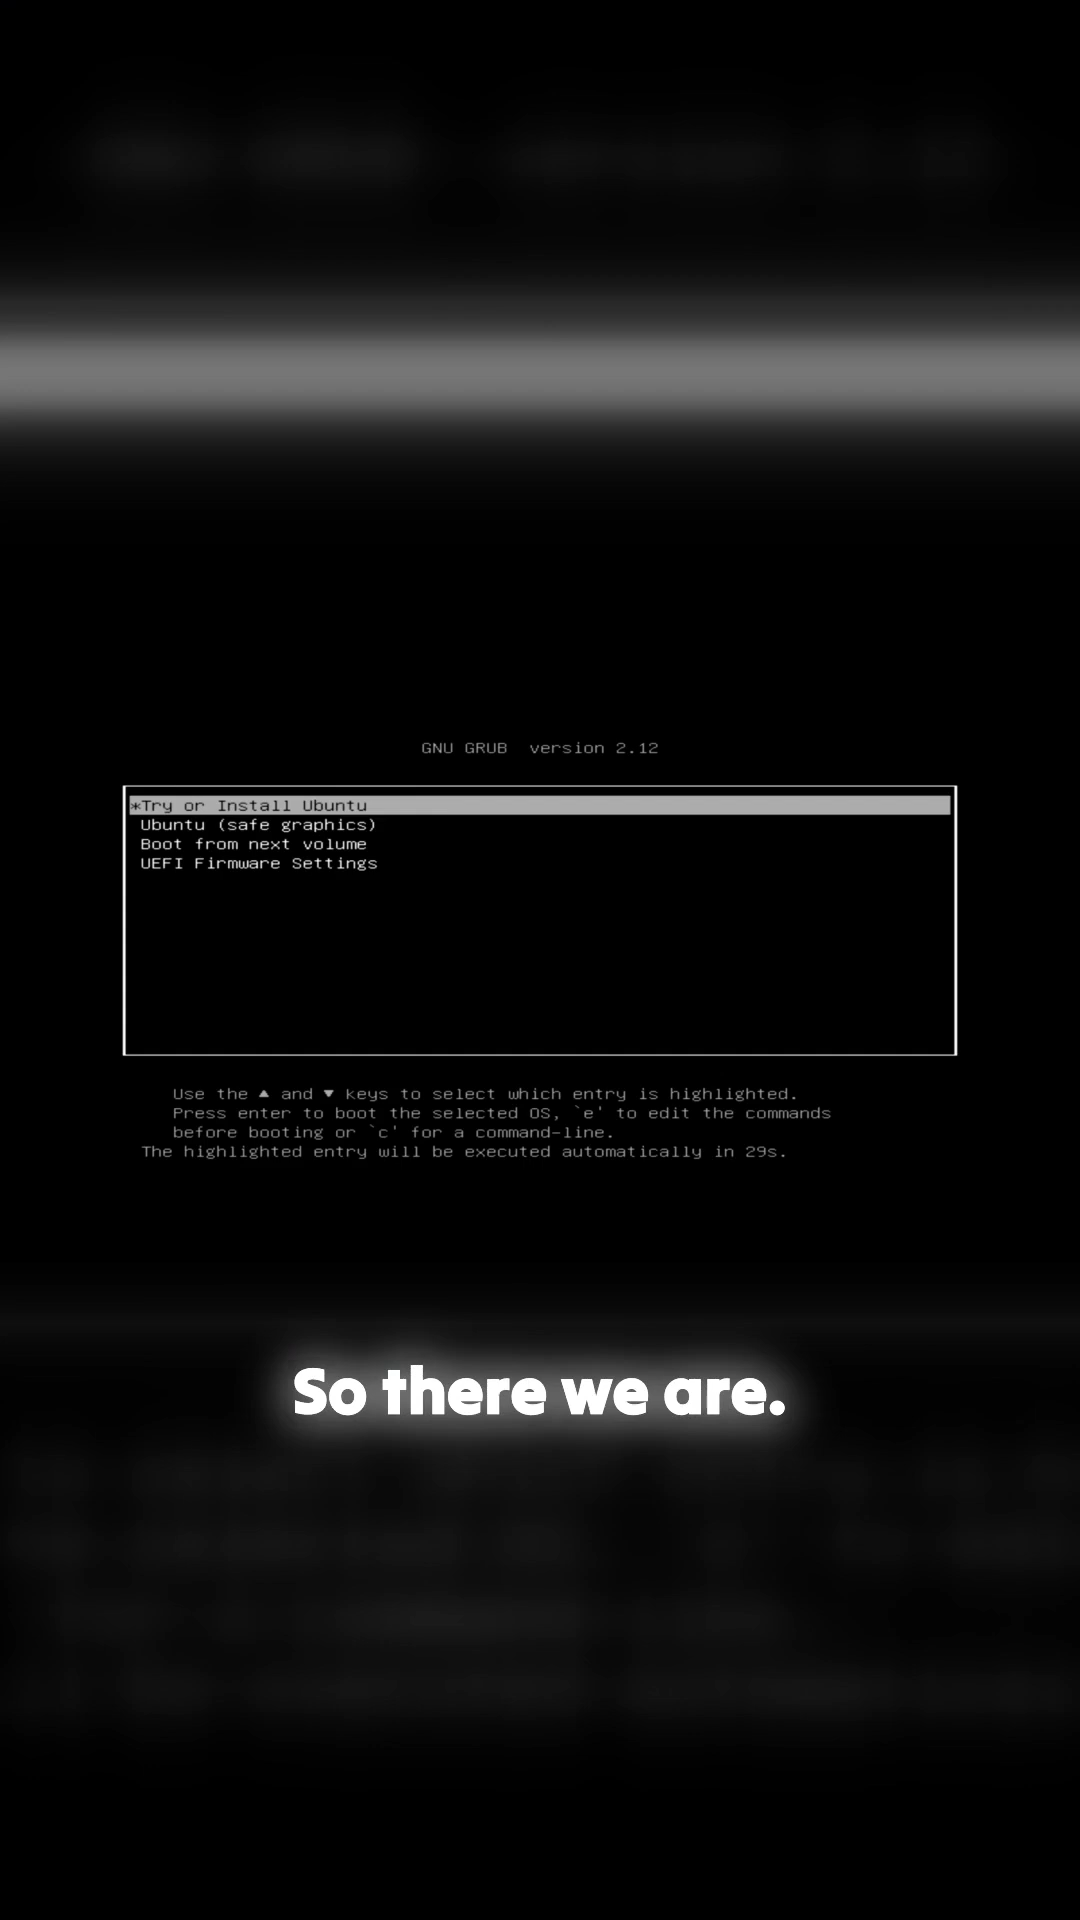 GNU GRUB  version 2.12
*Try or Install Ubuntu
Ubuntu (safe graphics)
Boot from next volume
UEFI Firmware Settings
Use the ▲ and ▼ keys to select which entry is highlighted.
Press enter to boot the selected OS, `e' to edit the commands
before booting or `c' for a command-line.
The highlighted entry will be executed automatically in 29s.
So there we are.